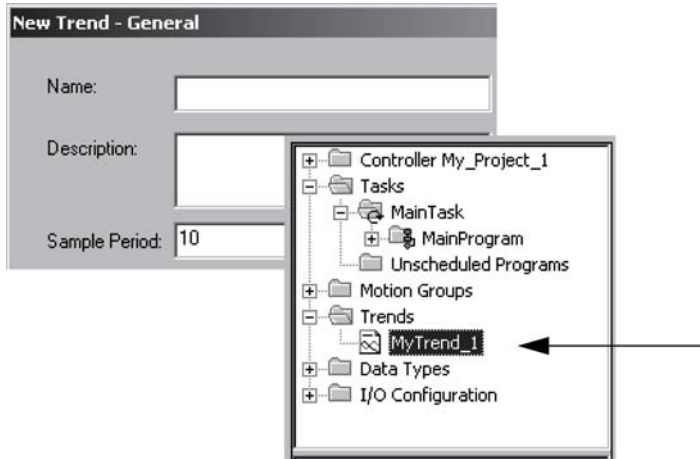 New Trend - General
Name:
Description:
Sample Period: 10
Controller My_Project_1
Tasks
MainTask
MainProgram
Unscheduled Programs
Motion Groups
Trends
MyTrend_1
Data Types
I/O Configuration